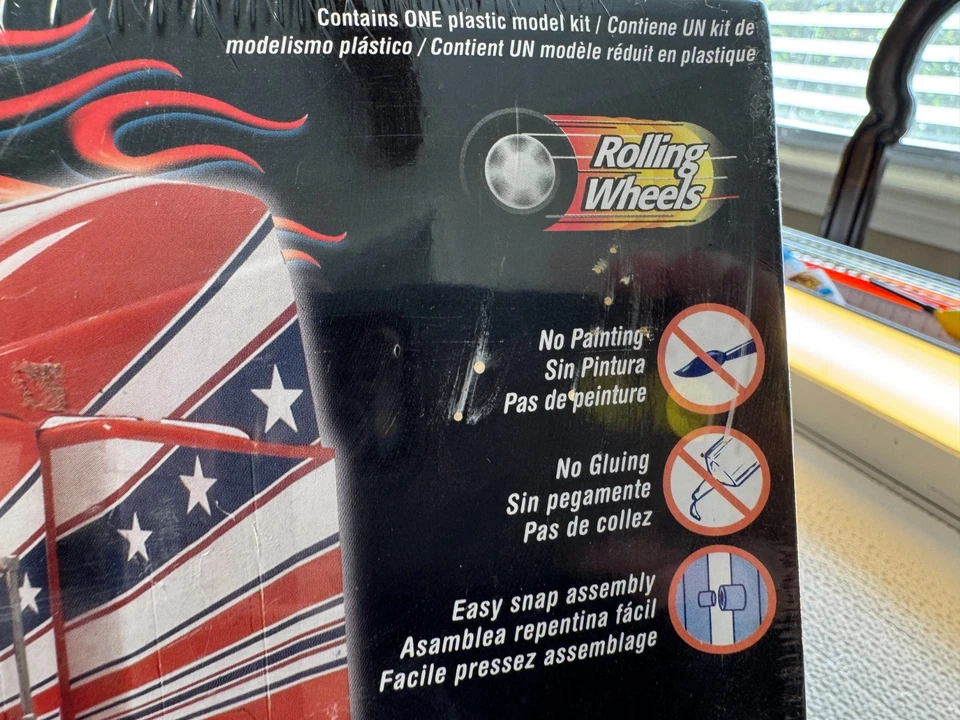 Contains ONE plastic model kit / Contiene UN kit de
modelismo plástico / Contient UN modèle réduit en plastique
Rolling
Wheels
No Painting
Sin Pintura
Pas de peinture
No Gluing
Sin pegamente
Pas de collez
Easy snap assembly
Asamblea repentina fácil
Facile pressez assemblage